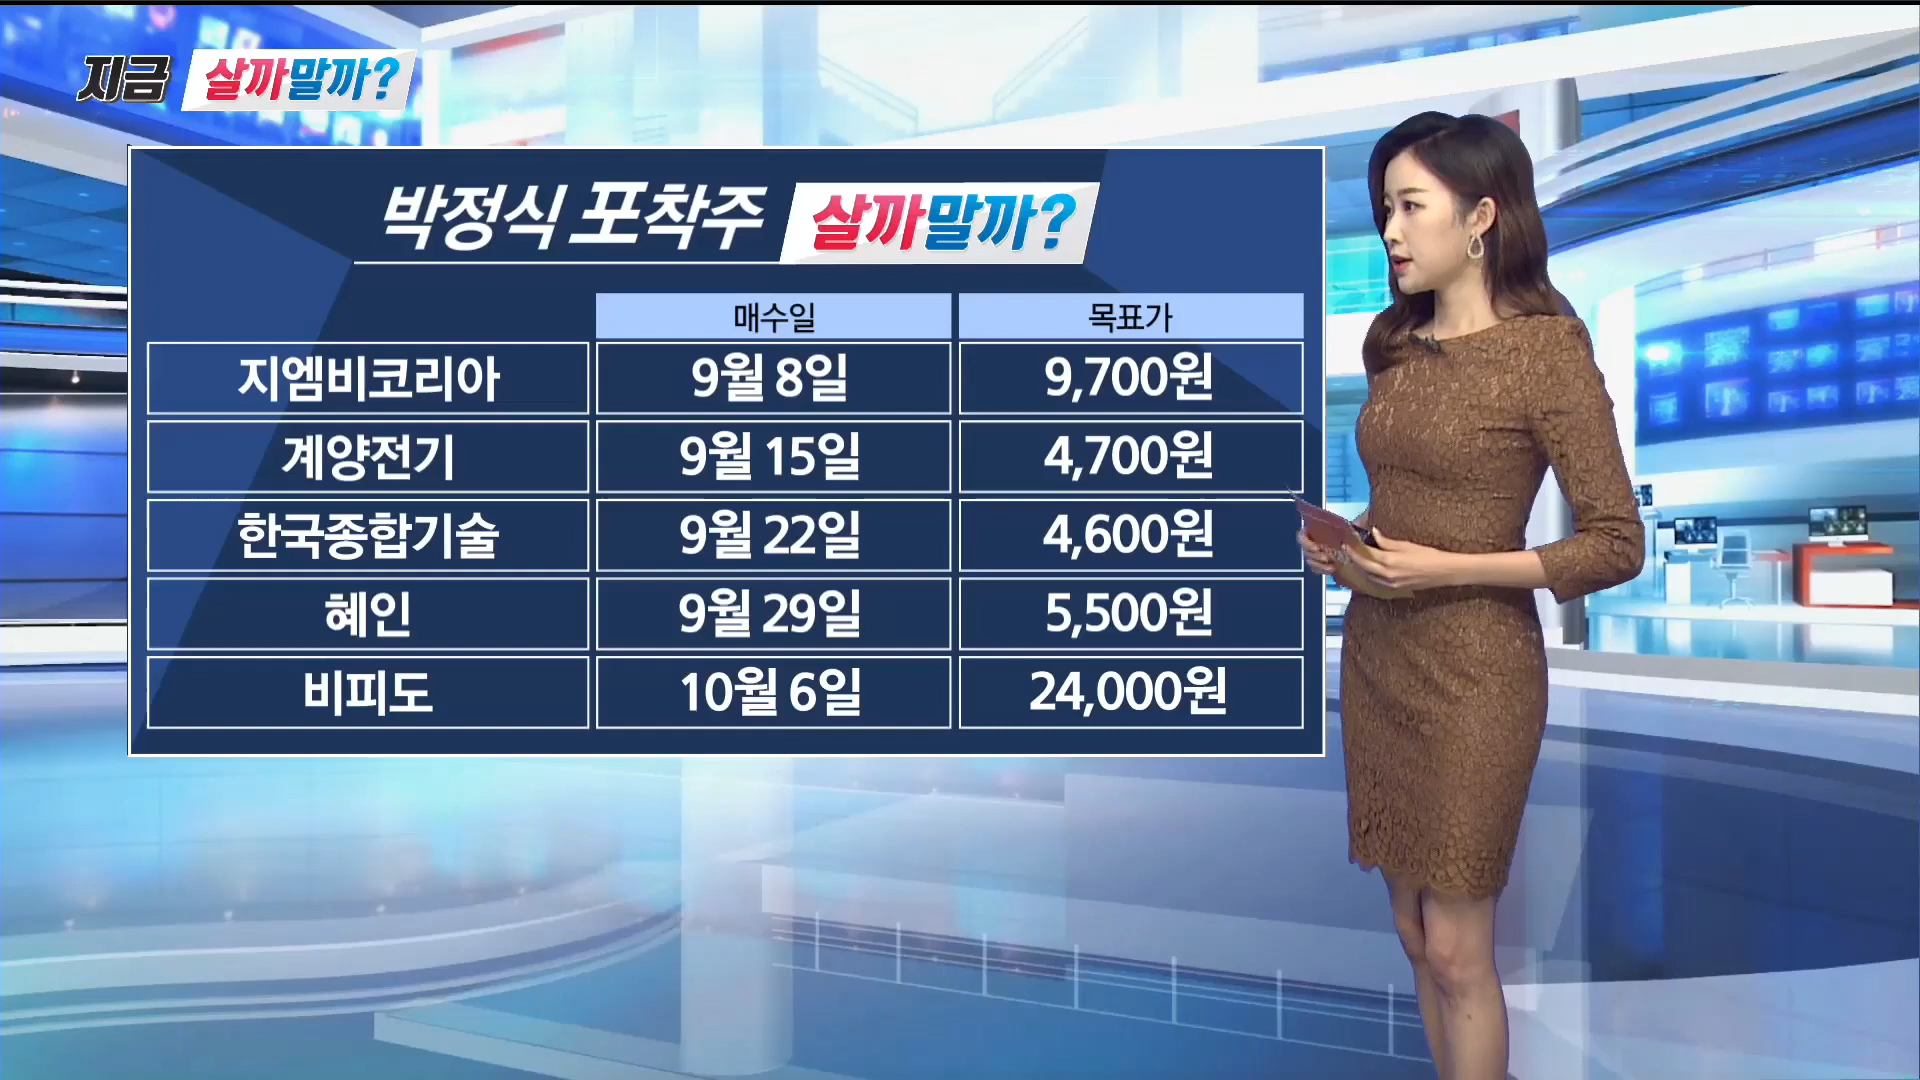 지금 살까말까?
박정식 포착주 살까말까?
매수일 목표가
지엠비코리아 9월 8일 9,700원
계양전기 9월 15일 4,700원
한국종합기술 9월 22일 4,600원
혜인 9월 29일 5,500원
비피도 10월 6일 24,000원